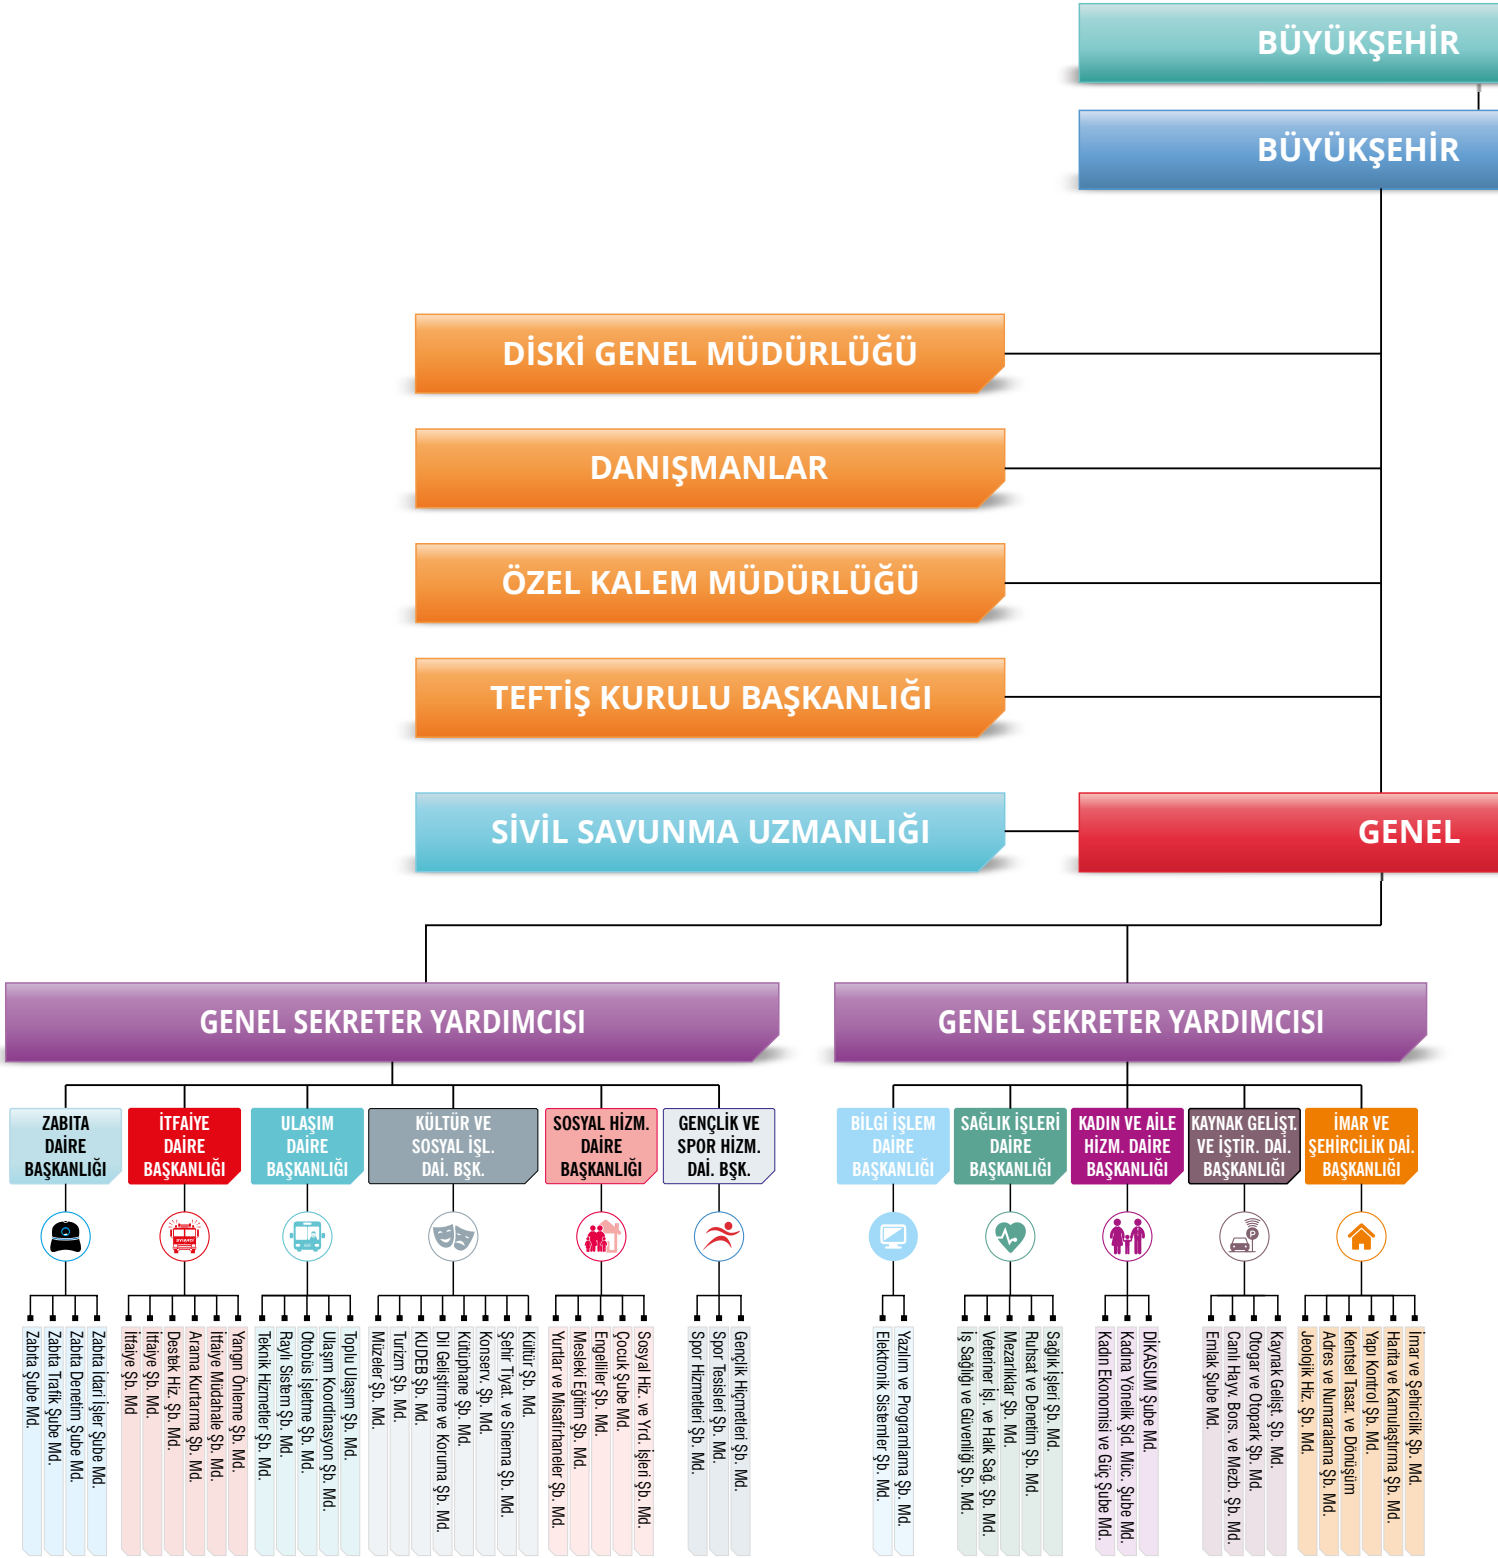 BÜYÜKŞEHİR
BÜYÜKŞEHİR
DİSKİ GENEL MÜDÜRLÜĞÜ
DANIŞMANLAR
ÖZEL KALEM MÜDÜRLÜĞÜ
TEFTİŞ KURULU BAŞKANLIĞI
SİVİL SAVUNMA UZMANLIĞI
GENEL
GENEL SEKRETER YARDIMCISI
GENEL SEKRETER YARDIMCISI
ZABITA
DAİRE
BAŞKANLIĞI
İTFAİYE
DAİRE
BAŞKANLIĞI
ULAŞIM
DAİRE
BAŞKANLIĞI
KÜLTÜR VE
SOSYAL İŞL.
DAİ. BŞK.
SOSYAL HİZM.
DAİRE
BAŞKANLIĞI
GENÇLİK VE
SPOR HİZM.
DAİ. BŞK.
BİLGİ İŞLEM
DAİRE
BAŞKANLIĞI
SAĞLIK İŞLERİ
DAİRE
BAŞKANLIĞI
KADIN VE AİLE
HİZM. DAİRE
BAŞKANLIĞI
KAYNAK GELİŞT.
VE İŞTİR. DAİ.
BAŞKANLIĞI
İMAR VE
ŞEHİRCİLİK DAİ.
BAŞKANLIĞI
Zabıta Şube Md.
Zabıta Trafik Şube Md.
Zabıta Denetim Şube Md.
Zabıta İdari İşler Şube Md.
İtfaiye Şb. Md
İtfaiye Şb. Md.
Destek Hiz. Şb. Md.
Arama Kurtarma Şb. Md.
İtfaiye Müdahale Şb. Md.
Yangın Önleme Şb. Md.
Teknik Hizmetler Şb. Md.
Raylı Sistem Şb. Md.
Otobüs İşletme Şb. Md.
Ulaşım Koordinasyon Şb. Md.
Toplu Ulaşım Şb. Md.
Müzeler Şb. Md.
Turizm Şb. Md.
KUDEB Şb. Md.
Dil Geliştirme ve Koruma Şb. Md.
Kütüphane Şb. Md.
Konserv. Şb. Md.
Şehir Tiyat. ve Sinema Şb. Md.
Kültür Şb. Md.
Yurtlar ve Misafirhaneler Şb. Md.
Mesleki Eğitim Şb. Md.
Engelliler Şb. Md.
Çocuk Şube Md.
Sosyal Hiz. ve Yrd. İşleri Şb. Md.
Spor Hizmetleri Şb. Md.
Spor Tesisleri Şb. Md.
Gençlik Hiçmetleri Şb. Md.
Elektronik Sistemler Şb. Md.
Yazılım ve Programlama Şb. Md.
İş Sağlığı ve Güvenliği Şb. Md.
Veteriner İşl. ve Halk Sağ. Şb. Md.
Mezarlıklar Şb. Md.
Ruhsat ve Denetim Şb. Md.
Sağlık İşleri Şb. Md.
Kadın Ekonomisi ve Güç Şube Md.
Kadına Yönelik Şid. Müc. Şube Md.
DİKASUM Şube Md.
Emlak Şube Md.
Canlı Hayv. Bors. ve Mezb. Şb. Md.
Otogar ve Otopark Şb. Md.
Kaynak Gelişt. Şb. Md.
Jeolojik Hiz. Şb. Md.
Adres ve Numaralama Şb. Md.
Kentsel Tasar. ve Dönüşüm
Yapı Kontrol Şb. Md.
Harita ve Kamulaştırma Şb. Md.
İmar ve Şehircilik Şb. Md.